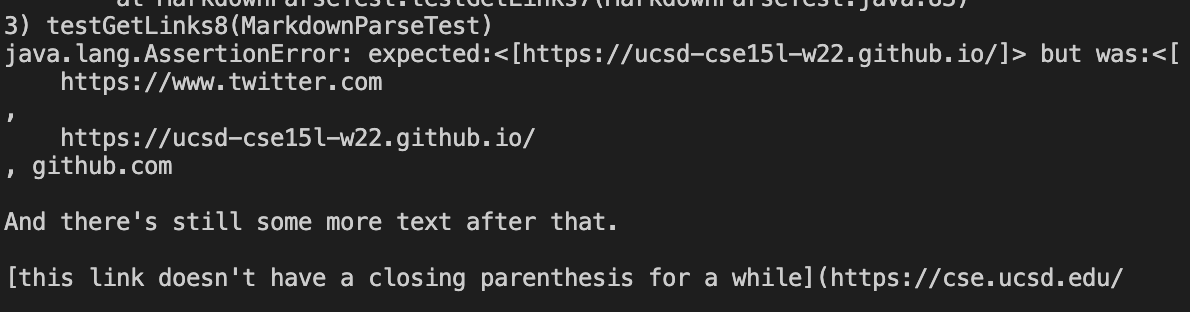 at MarkdownParseTest.testGetLinks7(MarkdownParseTest.java:83)
3) testGetLinks8(MarkdownParseTest)
java.lang.AssertionError: expected:<[https://ucsd-cse15l-w22.github.io/]> but was:<[
    https://www.twitter.com
,
    https://ucsd-cse15l-w22.github.io/
, github.com
And there's still some more text after that.
[this link doesn't have a closing parenthesis for a while](https://cse.ucsd.edu/